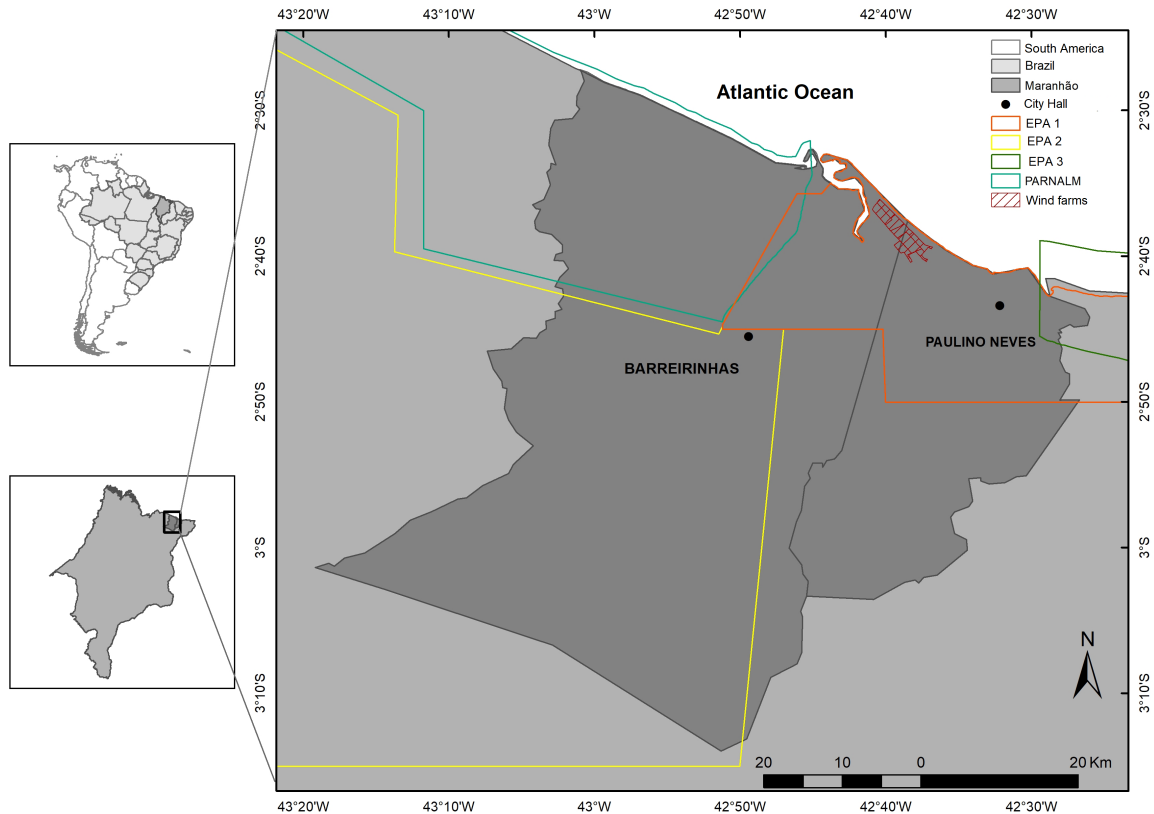 43°20'W 43°10'W 43°W 42°50'W 42°40'W 42°30'W
South America
Brazil
Maranhão
City Hall
EPA 1
EPA 2
EPA 3
PARNALM
Wind farms
Atlantic Ocean
2°30'S 2°30'S
2°40'S 2°40'S
PAULINO NEVES
BARREIRINHAS
2°50'S 2°50'S
3°S 3°S
N
3°10'S 3°10'S
20 10 0 20 Km
43°20'W 43°10'W 43°W 42°50'W 42°40'W 42°30'W